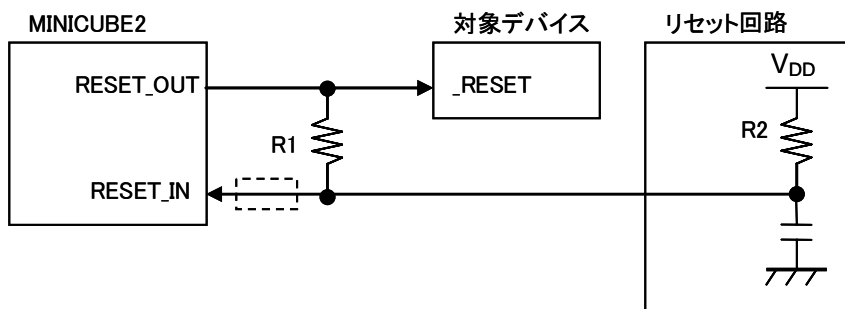 MINICUBE2
対象デバイス
リセット回路
RESET_OUT
_RESET
VDD
R1
R2
RESET_IN